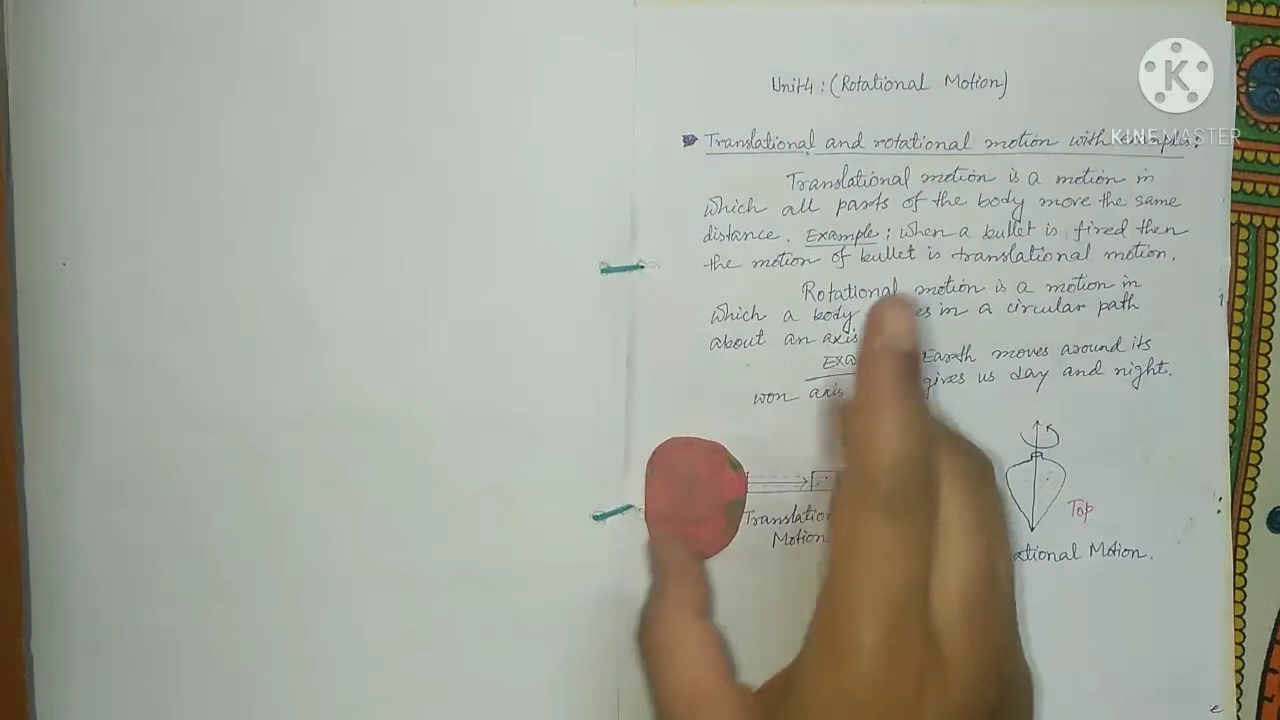 Unit4 : (Rotational Motion)
K
KINEMASTER
Translational and rotational motion with example:
Translational motion is a motion in
which all parts of the body move the same
distance. Example : when a bullet is fired then
the motion of bullet is translational motion.
Rotational motion is a motion in
which a body in a circular path
about an axis
Earth moves around its
won axis gives us day and night.
Top
Translation
Motion
ational Motion.